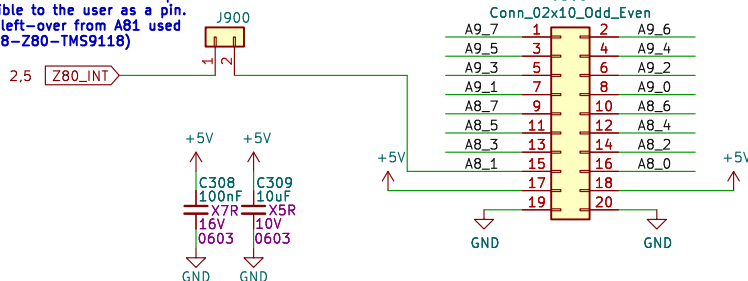 ible to the user as a pin.
left-over from A81 used
8-Z80-TMS9118)
J900
1 2
2,5 Z80_INT
Conn_02x10_Odd_Even
A9_7 1 2 A9_6
A9_5 3 4 A9_4
A9_3 5 6 A9_2
A9_1 7 8 A9_0
A8_7 9 10 A8_6
A8_5 11 12 A8_4
A8_3 13 14 A8_2
A8_1 15 16 A8_0
+5V 17 18 +5V
19 20
GND GND
+5V +5V
C308 C309
100nF 10uF
X7R X5R
16V 10V
0603 0603
GND GND